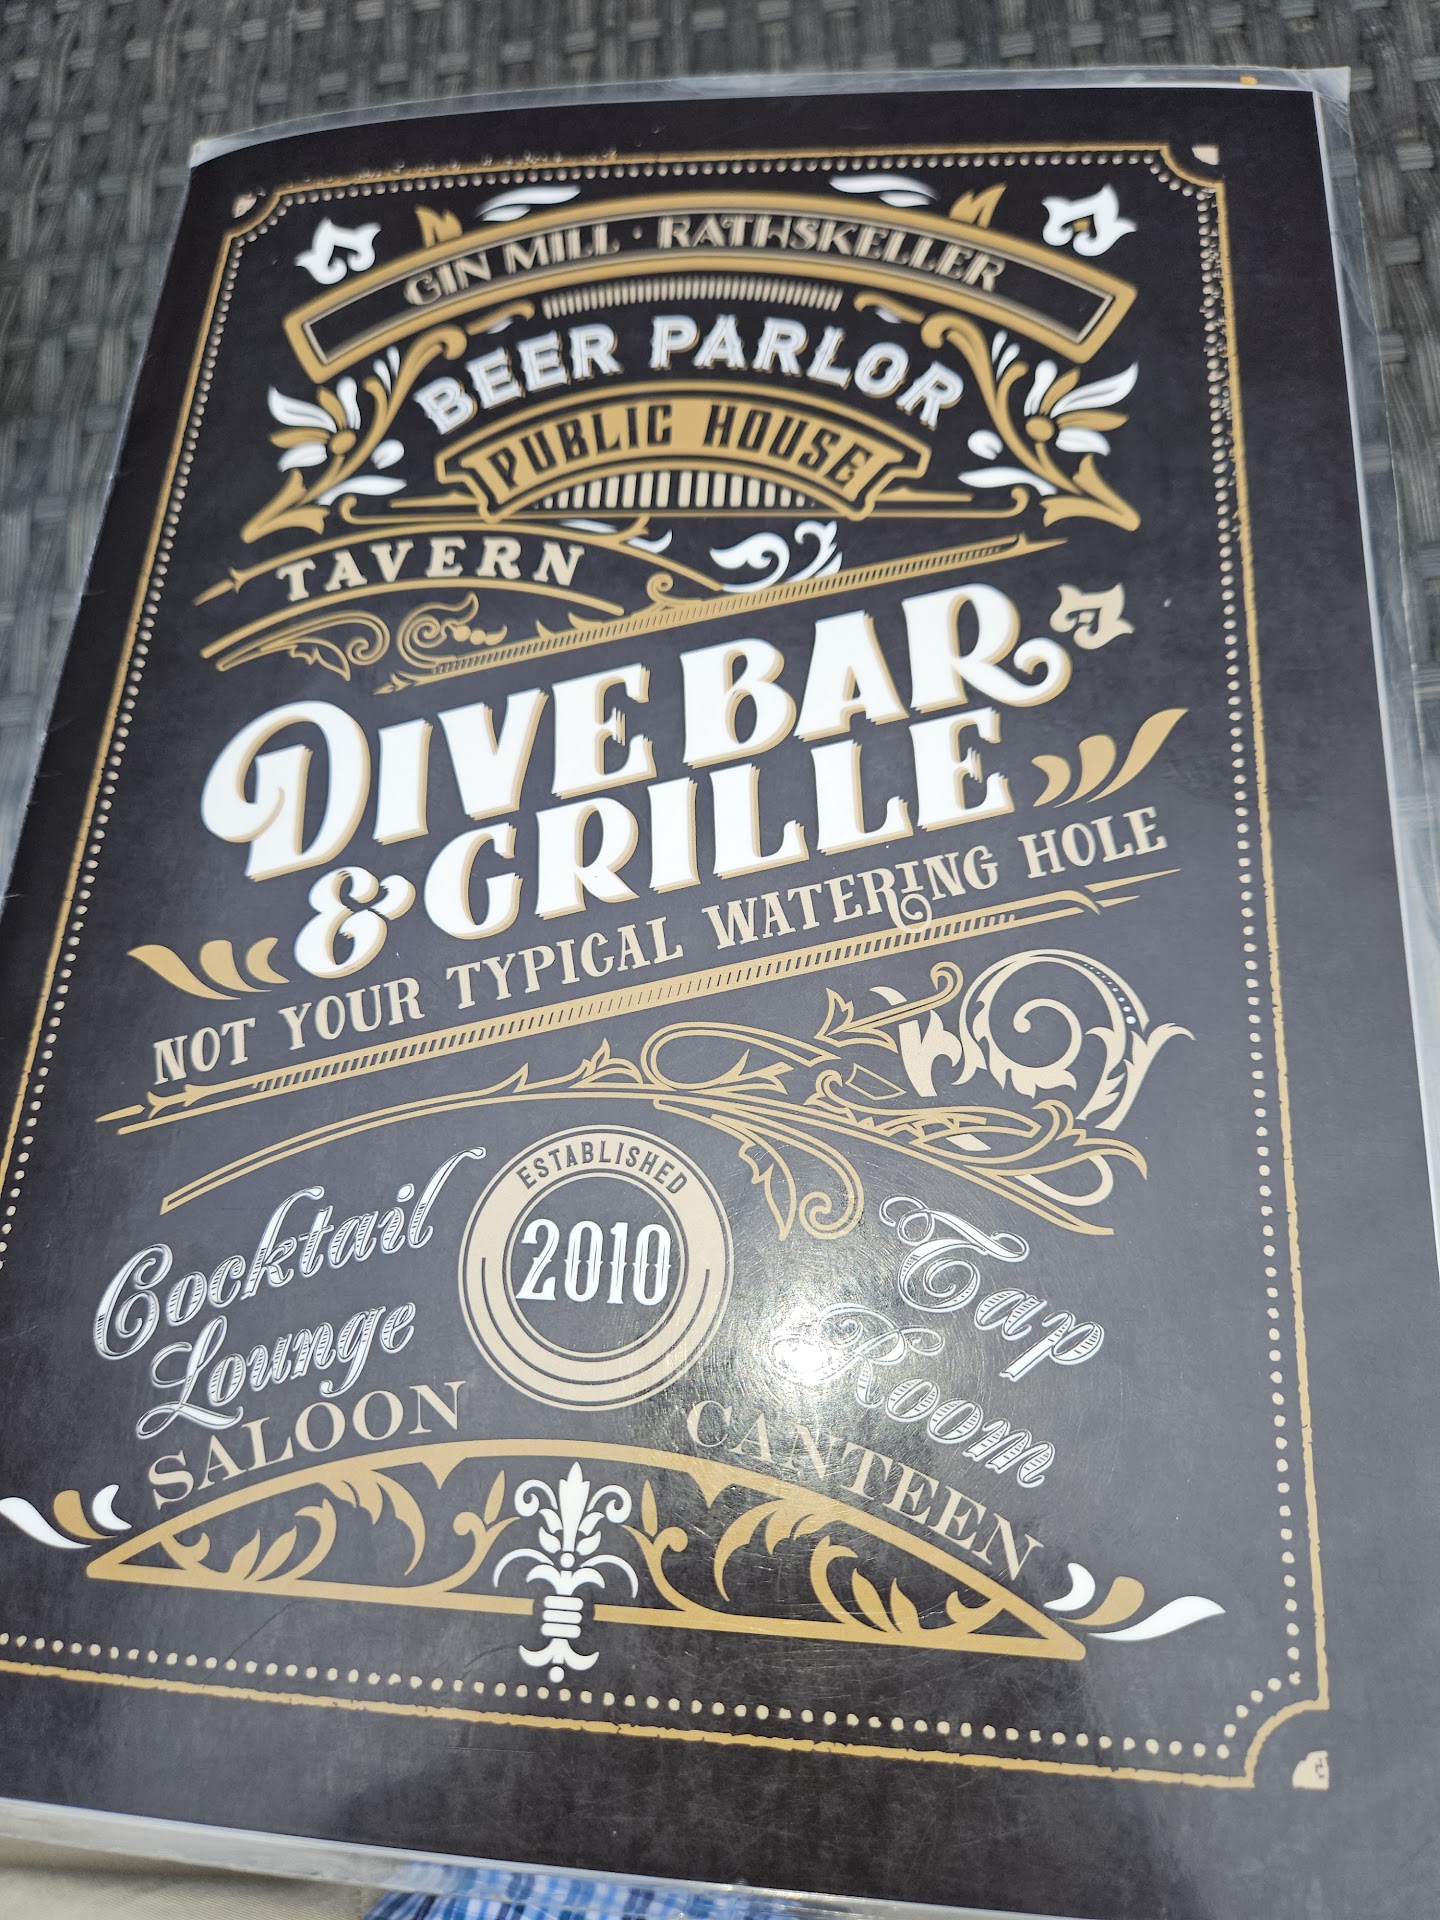 GIN MILL · RATHSKELLER
BEER PARLOR
PUBLIC HOUSE
TAVERN
DIVE BAR
& GRILLE
NOT YOUR TYPICAL WATERING HOLE
ESTABLISHED
2010
Cocktail
Lounge
SALOON
Tap
Room
CANTEEN